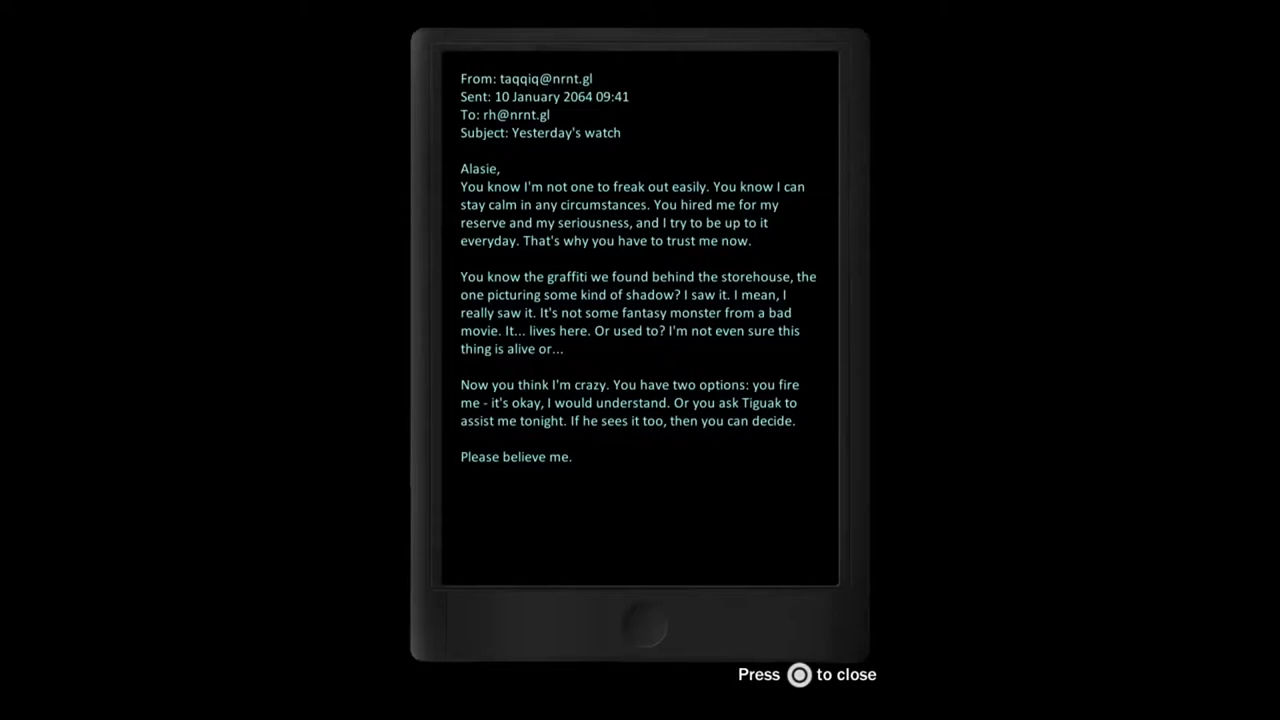 From: taqqiq@nrnt.gl
Sent: 10 January 2064 09:41
To: rh@nrnt.gl
Subject: Yesterday's watch
Alasie,
You know I'm not one to freak out easily. You know I can
stay calm in any circumstances. You hired me for my
reserve and my seriousness, and I try to be up to it
everyday. That's why you have to trust me now.
You know the graffiti we found behind the storehouse, the
one picturing some kind of shadow? I saw it. I mean, I
really saw it. It's not some fantasy monster from a bad
movie. It... lives here. Or used to? I'm not even sure this
thing is alive or...
Now you think I'm crazy. You have two options: you fire
me - it's okay, I would understand. Or you ask Tiguak to
assist me tonight. If he sees it too, then you can decide.
Please believe me.
Press to close